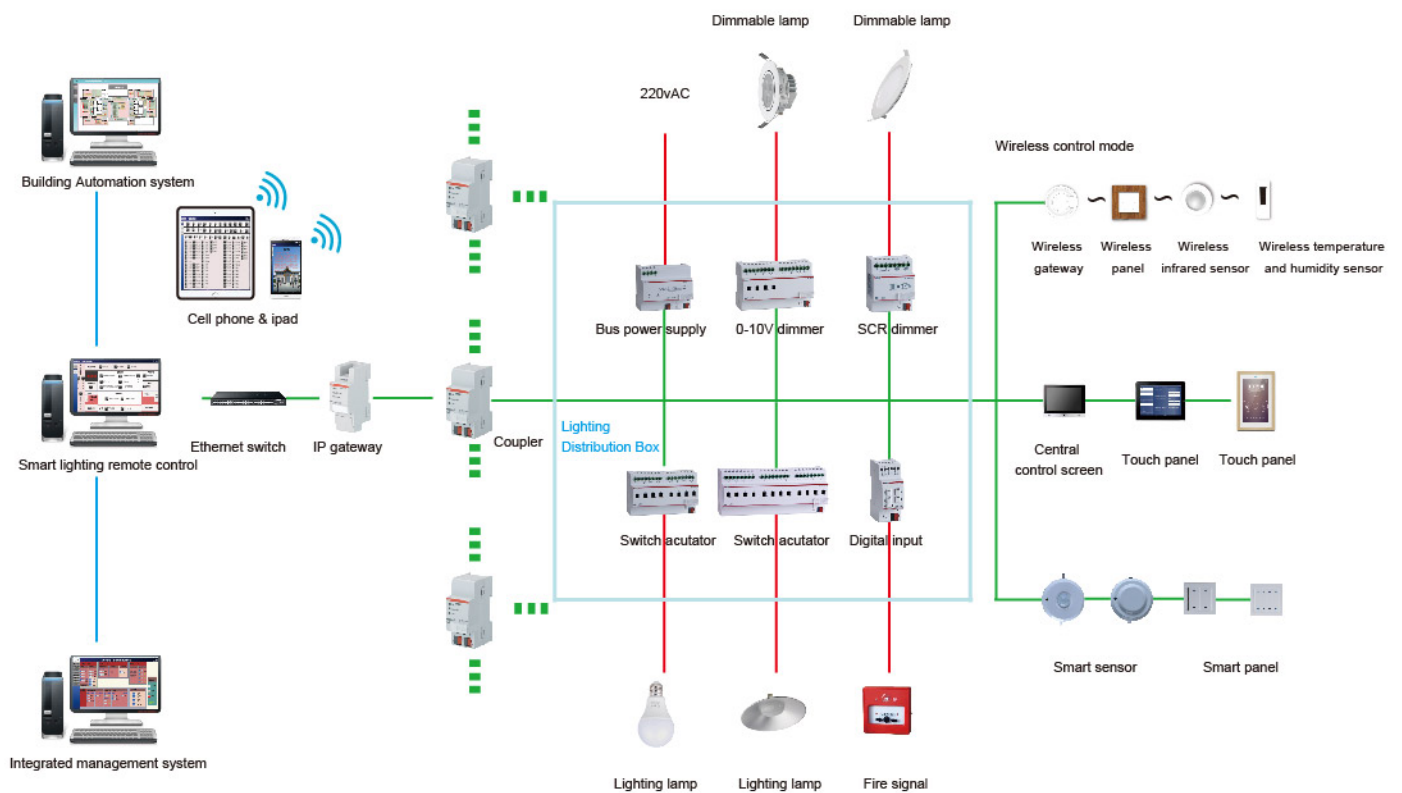 Dimmable lamp
Dimmable lamp
220vAC
Wireless control mode
Building Automation system
Wireless
gateway
Wireless
panel
Wireless
infrared sensor
Wireless temperature
and humidity sensor
Cell phone & ipad
Bus power supply
0-10V dimmer
SCR dimmer
Smart lighting remote control
Ethernet switch
IP gateway
Coupler
Lighting
Distribution Box
Central
control screen
Touch panel
Touch panel
Switch acutator
Switch acutator
Digital input
Smart sensor
Smart panel
Integrated management system
Lighting lamp
Lighting lamp
Fire signal